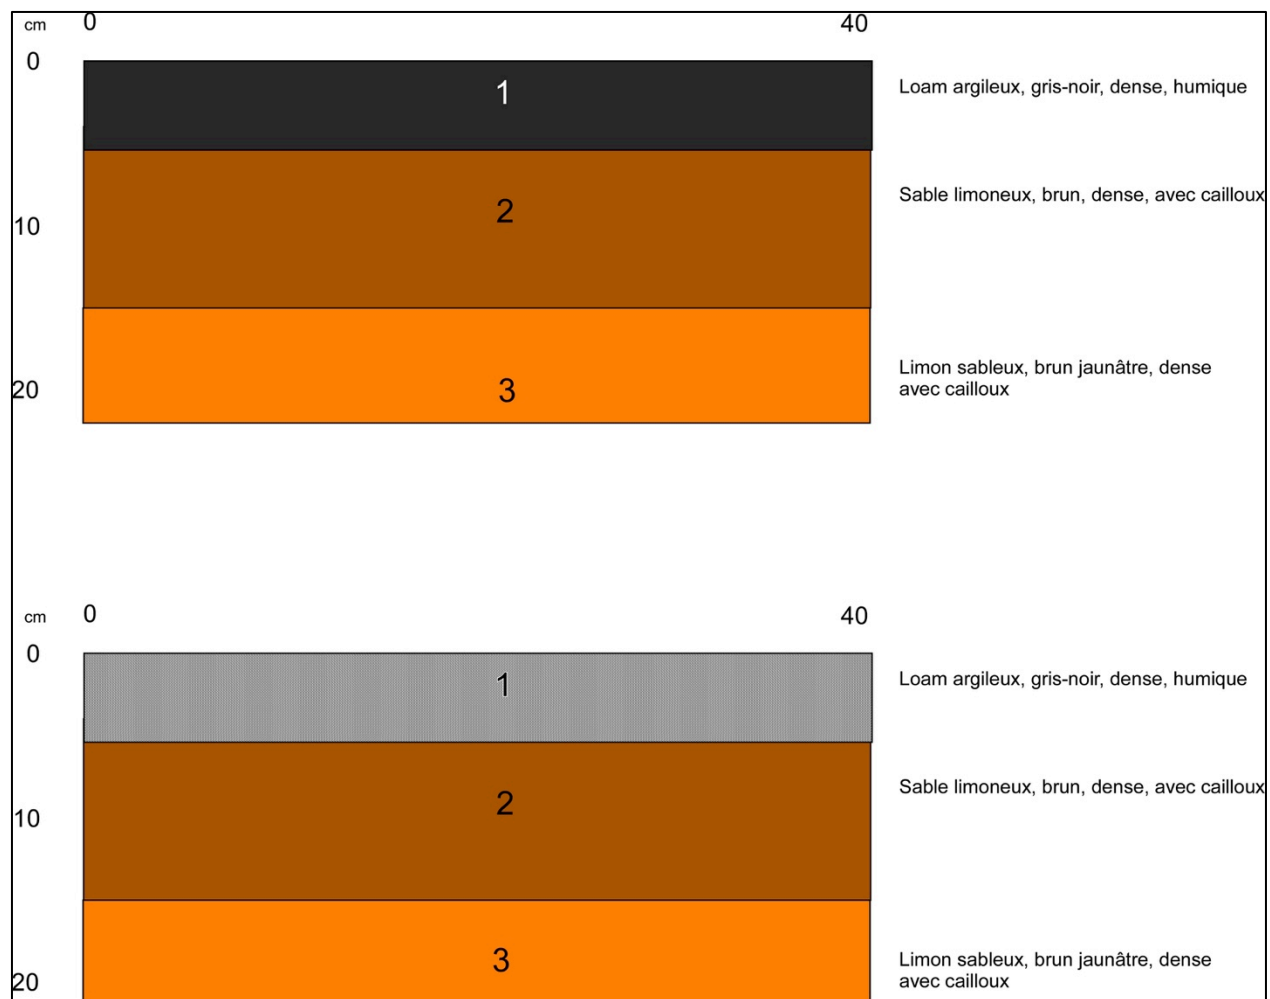 cm 0 40
0
1
Loam argileux, gris-noir, dense, humique
Sable limoneux, brun, dense, avec cailloux
2
10
Limon sableux, brun jaunâtre, dense
avec cailloux
20
3
cm 0 40
0
1
Loam argileux, gris-noir, dense, humique
Sable limoneux, brun, dense, avec cailloux
2
10
3
Limon sableux, brun jaunâtre, dense
avec cailloux
20